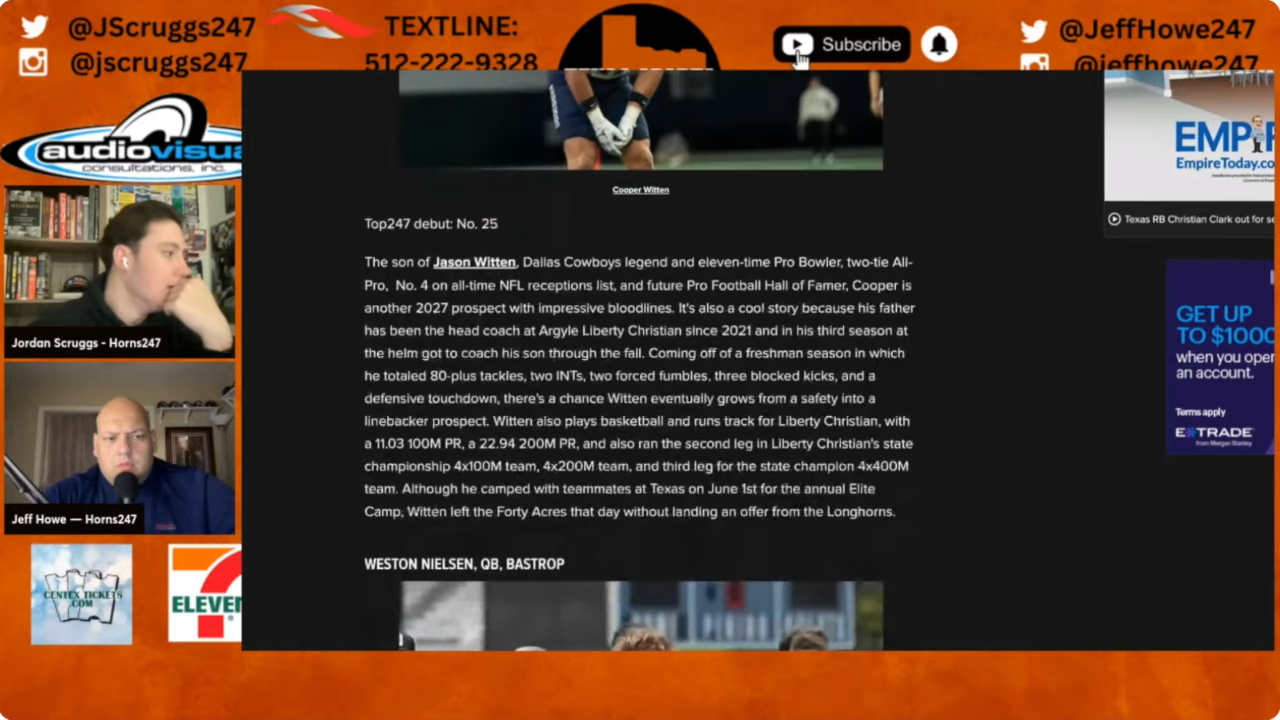 @JScruggs247
TEXTLINE:
Subscribe
@JeffHowe247
@jscruggs247
512-222-9328
@jeffhowe247
audiovisua
consultations, inc.
EmpireToday.co
Cooper Witten
Texas RB Christian Clark out for se
Top247 debut: No. 25
The son of Jason Witten, Dallas Cowboys legend and eleven-time Pro Bowler, two-tie All-
Pro, No. 4 on all-time NFL receptions list, and future Pro Football Hall of Famer, Cooper is
another 2027 prospect with impressive bloodlines. It's also a cool story because his father
has been the head coach at Argyle Liberty Christian since 2021 and in his third season at
the helm got to coach his son through the fall. Coming off of a freshman season in which
he totaled 80-plus tackles, two INTs, two forced fumbles, three blocked kicks, and a
defensive touchdown, there's a chance Witten eventually grows from a safety into a
linebacker prospect. Witten also plays basketball and runs track for Liberty Christian, with
a 11.03 100M PR, a 22.94 200M PR, and also ran the second leg in Liberty Christian's state
championship 4x100M team, 4x200M team, and third leg for the state champion 4x400M
team. Although he camped with teammates at Texas on June 1st for the annual Elite
Camp, Witten left the Forty Acres that day without landing an offer from the Longhorns.
WESTON NIELSEN, QB, BASTROP
GET UP
TO $1000
when you open
an account.
Terms apply
E*TRADE
from Morgan Stanley
Jordan Scruggs - Horns247
Jeff Howe — Horns247
CENTEX TICKETS
.COM
ELEVE